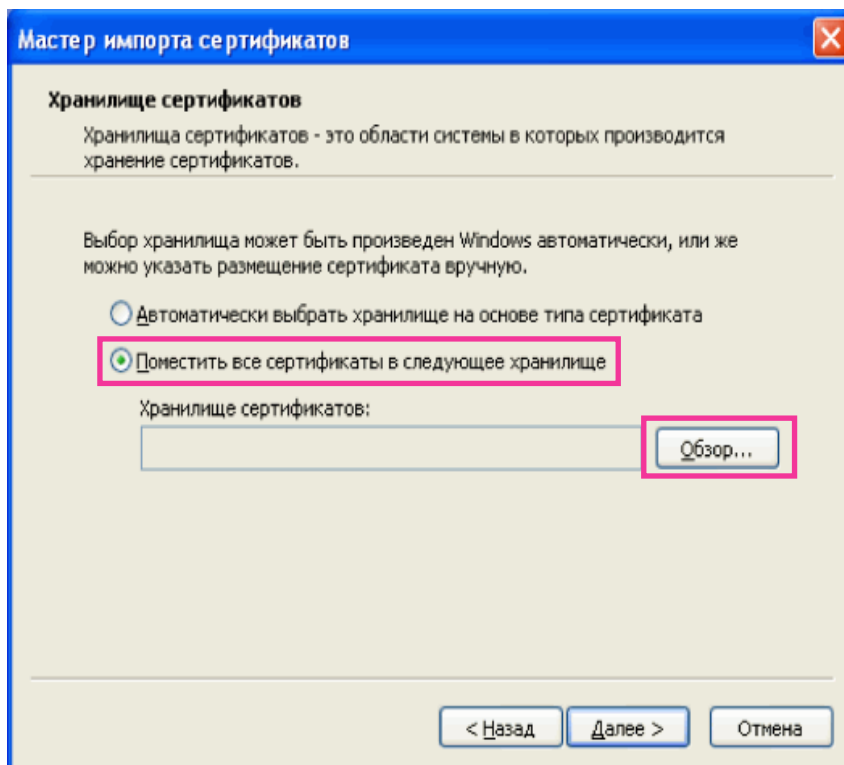 Мастер импорта сертификатов
Хранилище сертификатов
Хранилища сертификатов - это области системы в которых производится
хранение сертификатов.
Выбор хранилища может быть произведен Windows автоматически, или же
можно указать размещение сертификата вручную.
Автоматически выбрать хранилище на основе типа сертификата
Поместить все сертификаты в следующее хранилище
Хранилище сертификатов:
Обзор...
< Назад Далее > Отмена